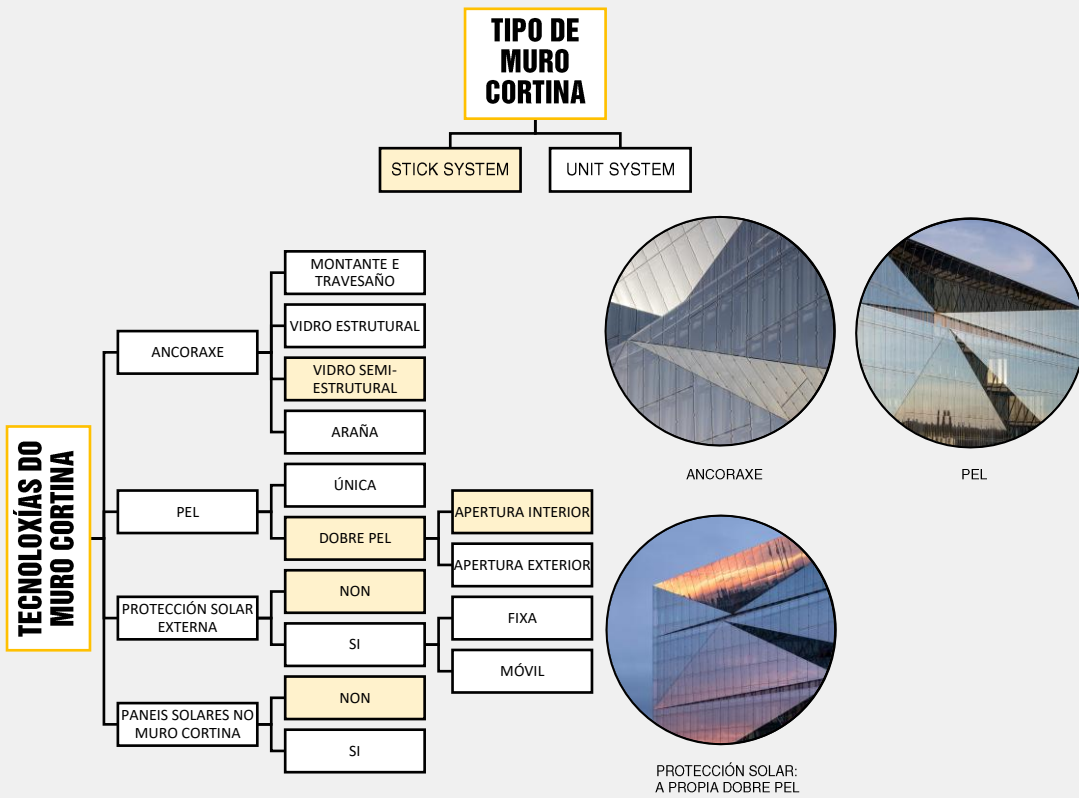 TIPO DE
MURO
CORTINA
STICK SYSTEM
UNIT SYSTEM
TECNOLOXÍAS DO
MURO CORTINA
ANCORAXE
MONTANTE E
TRAVESAÑO
VIDRO ESTRUTURAL
VIDRO SEMI-
ESTRUTURAL
ARAÑA
PEL
ÚNICA
DOBRE PEL
APERTURA INTERIOR
APERTURA EXTERIOR
PROTECCIÓN SOLAR
EXTERNA
NON
SI
FIXA
MÓVIL
PANEIS SOLARES NO
MURO CORTINA
NON
SI
ANCORAXE
PEL
PROTECCIÓN SOLAR:
A PROPIA DOBRE PEL